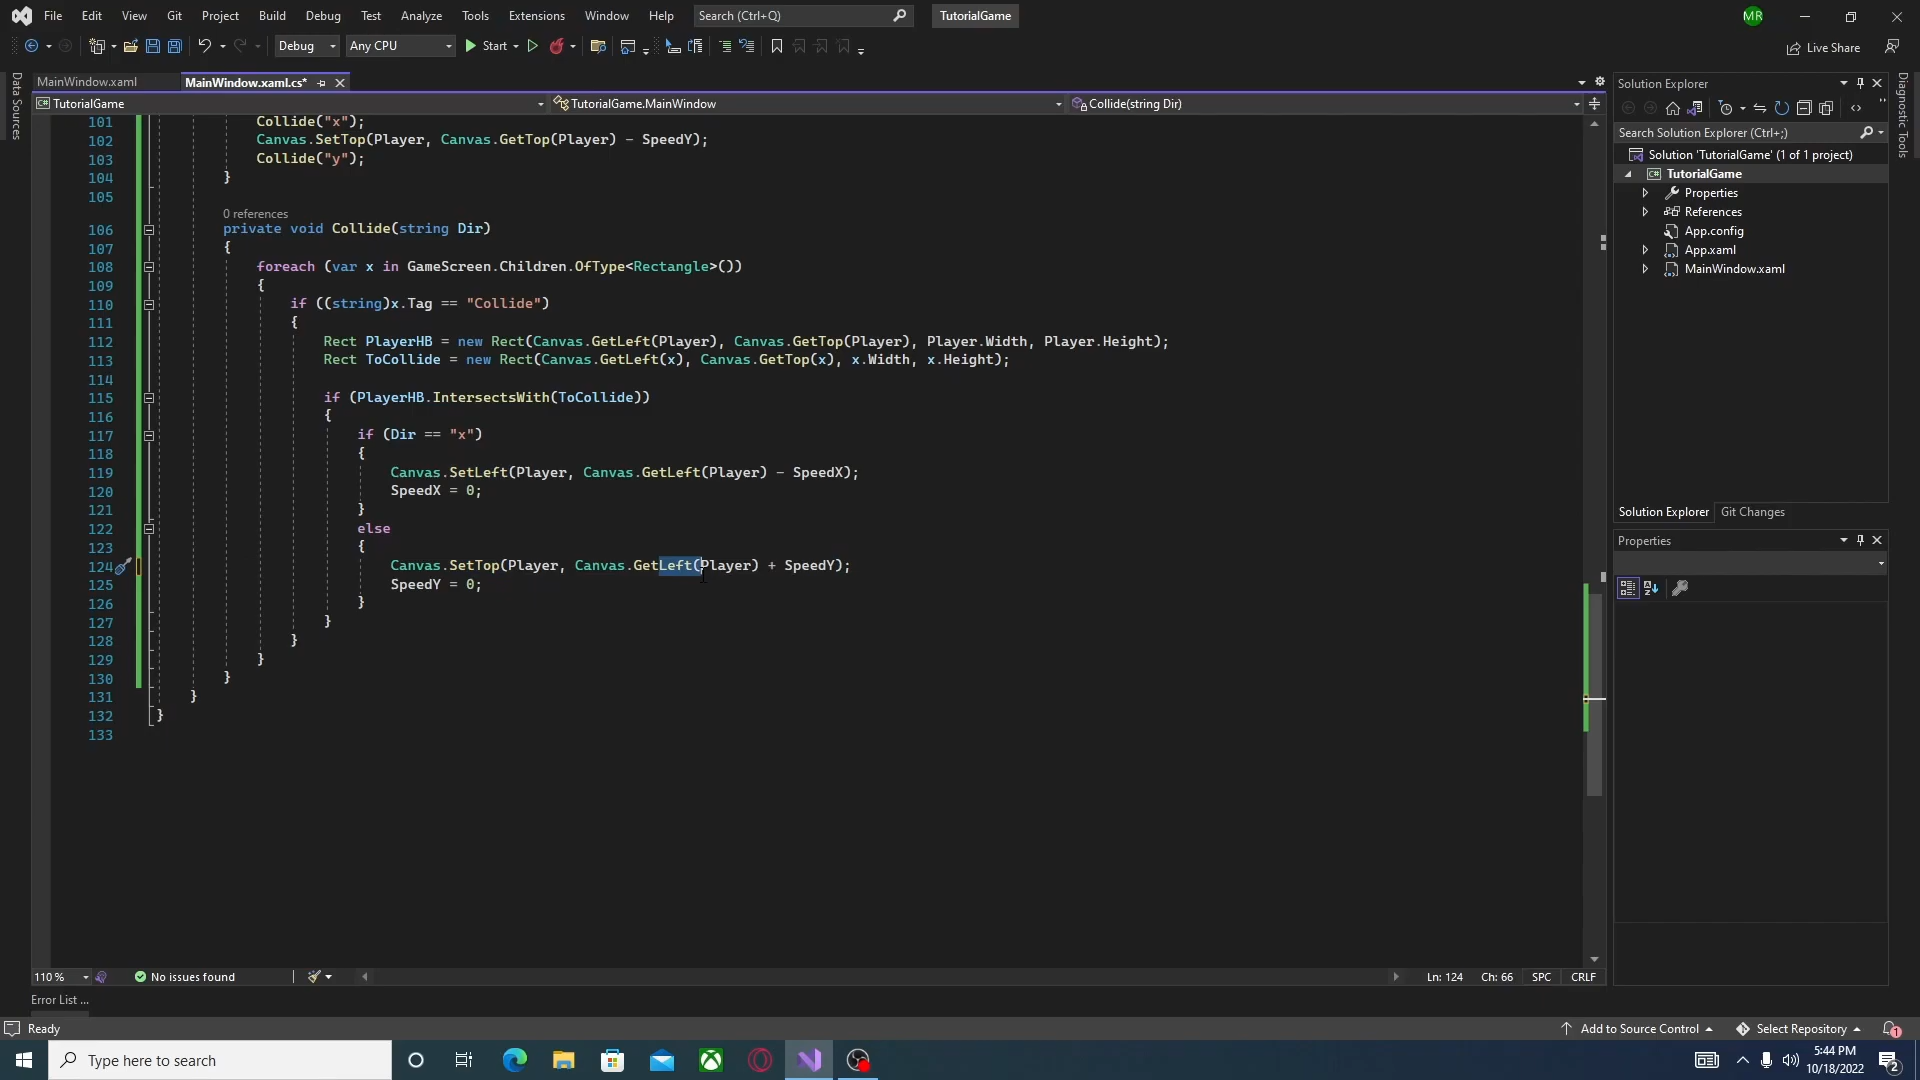 File Edit View Git Project Build Debug Test Analyze Tools Extensions Window Help Search (Ctrl+Q) TutorialGame MR
Debug Any CPU Start Live Share
Data Sources
MainWindow.xaml MainWindow.xaml.cs*
TutorialGame TutorialGame.MainWindow Collide(string Dir)
101 Collide("x");
102 Canvas.SetTop(Player, Canvas.GetTop(Player) - SpeedY);
103 Collide("y");
104 }
105
0 references
106 private void Collide(string Dir)
107 {
108 foreach (var x in GameScreen.Children.OfType<Rectangle>())
109 {
110 if ((string)x.Tag == "Collide")
111 {
112 Rect PlayerHB = new Rect(Canvas.GetLeft(Player), Canvas.GetTop(Player), Player.Width, Player.Height);
113 Rect ToCollide = new Rect(Canvas.GetLeft(x), Canvas.GetTop(x), x.Width, x.Height);
114
115 if (PlayerHB.IntersectsWith(ToCollide))
116 {
117 if (Dir == "x")
118 {
119 Canvas.SetLeft(Player, Canvas.GetLeft(Player) - SpeedX);
120 SpeedX = 0;
121 }
122 else
123 {
124 Canvas.SetTop(Player, Canvas.GetLeft(Player) + SpeedY);
125 SpeedY = 0;
126 }
127 }
128 }
129 }
130 }
131 }
132 }
133
110 % No issues found Ln: 124 Ch: 66 SPC CRLF
Error List ...
Solution Explorer
Search Solution Explorer (Ctrl+;)
Solution 'TutorialGame' (1 of 1 project)
TutorialGame
Properties
References
App.config
App.xaml
MainWindow.xaml
Solution Explorer Git Changes
Properties
Diagnostic Tools
Ready Add to Source Control Select Repository 1
Type here to search
5:44 PM
10/18/2022
2